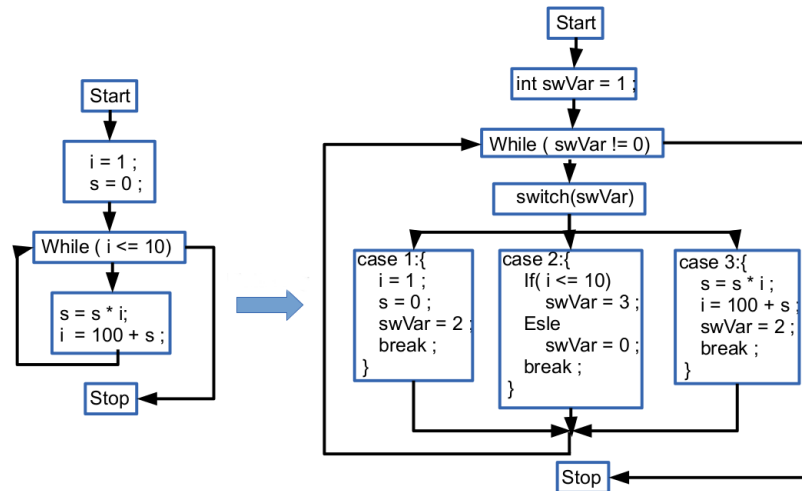 Start
i = 1 ;
s = 0 ;
While ( i <= 10)
s = s * i;
i = 100 + s ;
Stop
Start
int swVar = 1 ;
While ( swVar != 0)
switch(swVar)
case 1:{
i = 1 ;
s = 0 ;
swVar = 2 ;
break ;
}
case 2:{
If( i <= 10)
swVar = 3 ;
Esle
swVar = 0 ;
break ;
}
case 3:{
s = s * i ;
i = 100 + s ;
swVar = 2 ;
break ;
}
Stop